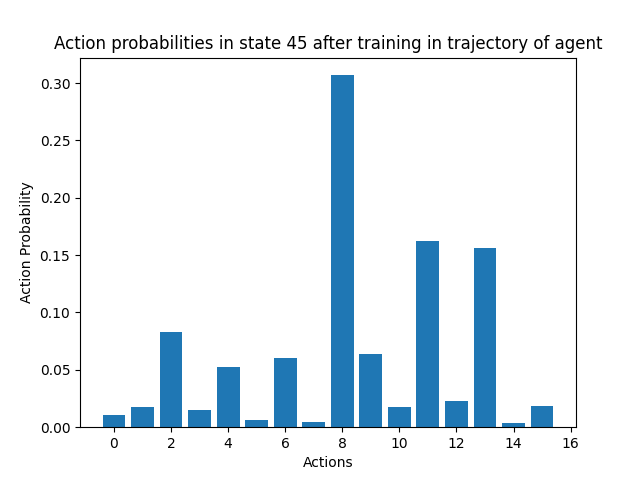 Action probabilities in state 45 after training in trajectory of agent
0.30
0.25
0.20
0.15
0.10
0.05
0.00
Action Probability
0 2 4 6 8 10 12 14 16
Actions